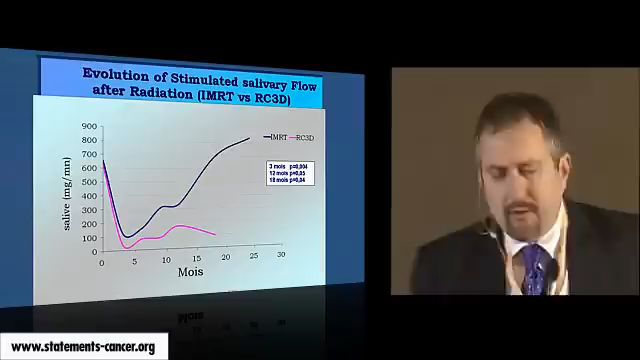 Evolution of Stimulated salivary Flow
after Radiation (IMRT vs RC3D)
900
800
700
600
500
400
300
200
100
0
salive (mg/mn)
IMRT
RC3D
3 mois p=0,004
12 mois p=0,05
18 mois p=0,04
0
5
10
15
20
25
30
Mois
www.statements-cancer.org